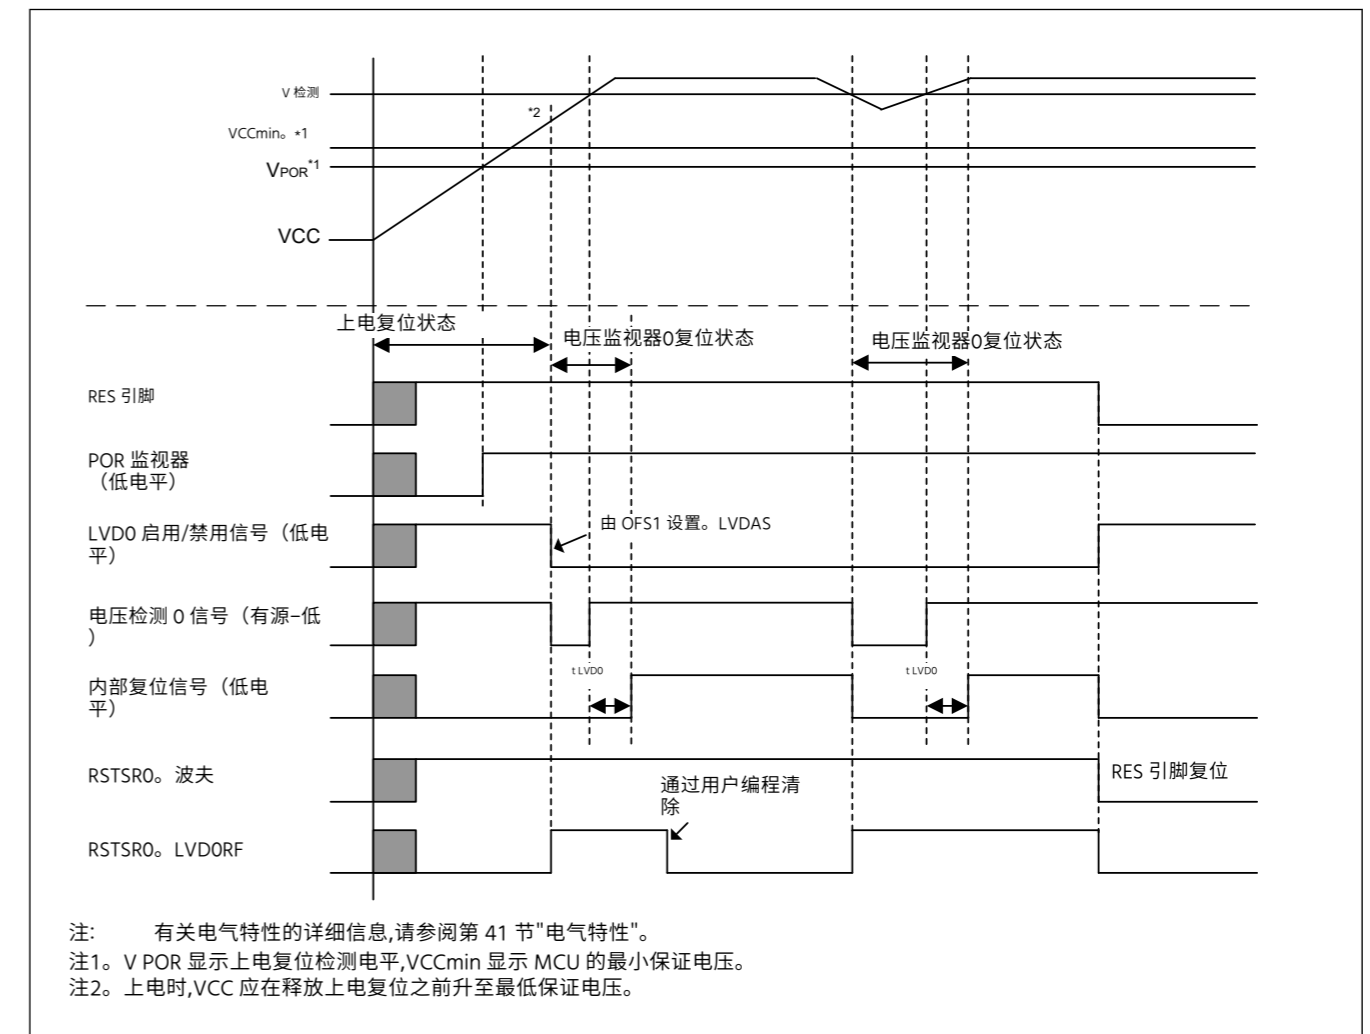 V 检测
*2
VCCmin。*1
VPOR*1
VCC
上电复位状态
电压监视器0复位状态
电压监视器0复位状态
RES 引脚
POR 监视器
（低电平）
由 OFS1 设置。LVDAS
LVD0 启用/禁用信号（低电
平）
电压检测 0 信号（有源-低
）
t LVD0
t LVD0
内部复位信号（低电
平）
RSTSR0。波夫
RES 引脚复位
通过用户编程清
除
RSTSR0。LVD0RF
注: 有关电气特性的详细信息,请参阅第 41 节"电气特性"。
注1。V POR 显示上电复位检测电平,VCCmin 显示 MCU 的最小保证电压。
注2。上电时,VCC 应在释放上电复位之前升至最低保证电压。